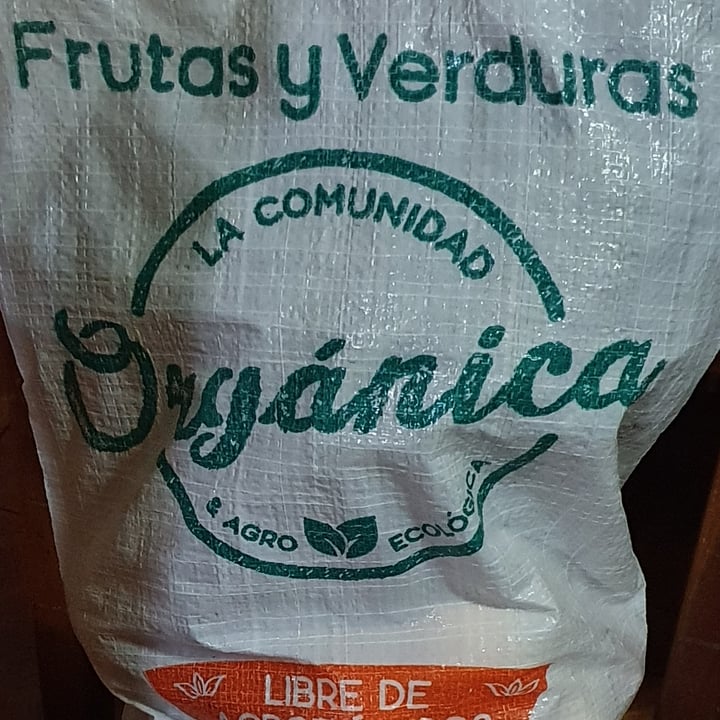 Frutas y Verduras
LA COMUNIDAD
Orgánica
& AGRO ECOLÓGICA
LIBRE DE